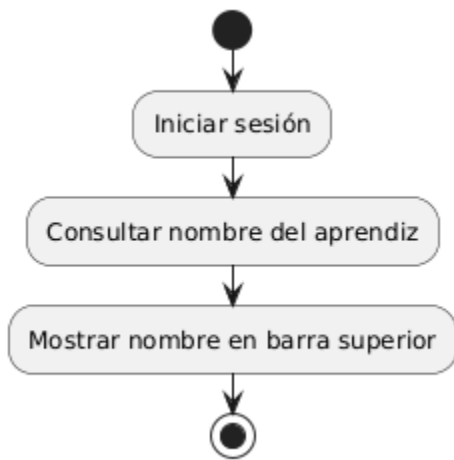 Iniciar sesión
Consultar nombre del aprendiz
Mostrar nombre en barra superior